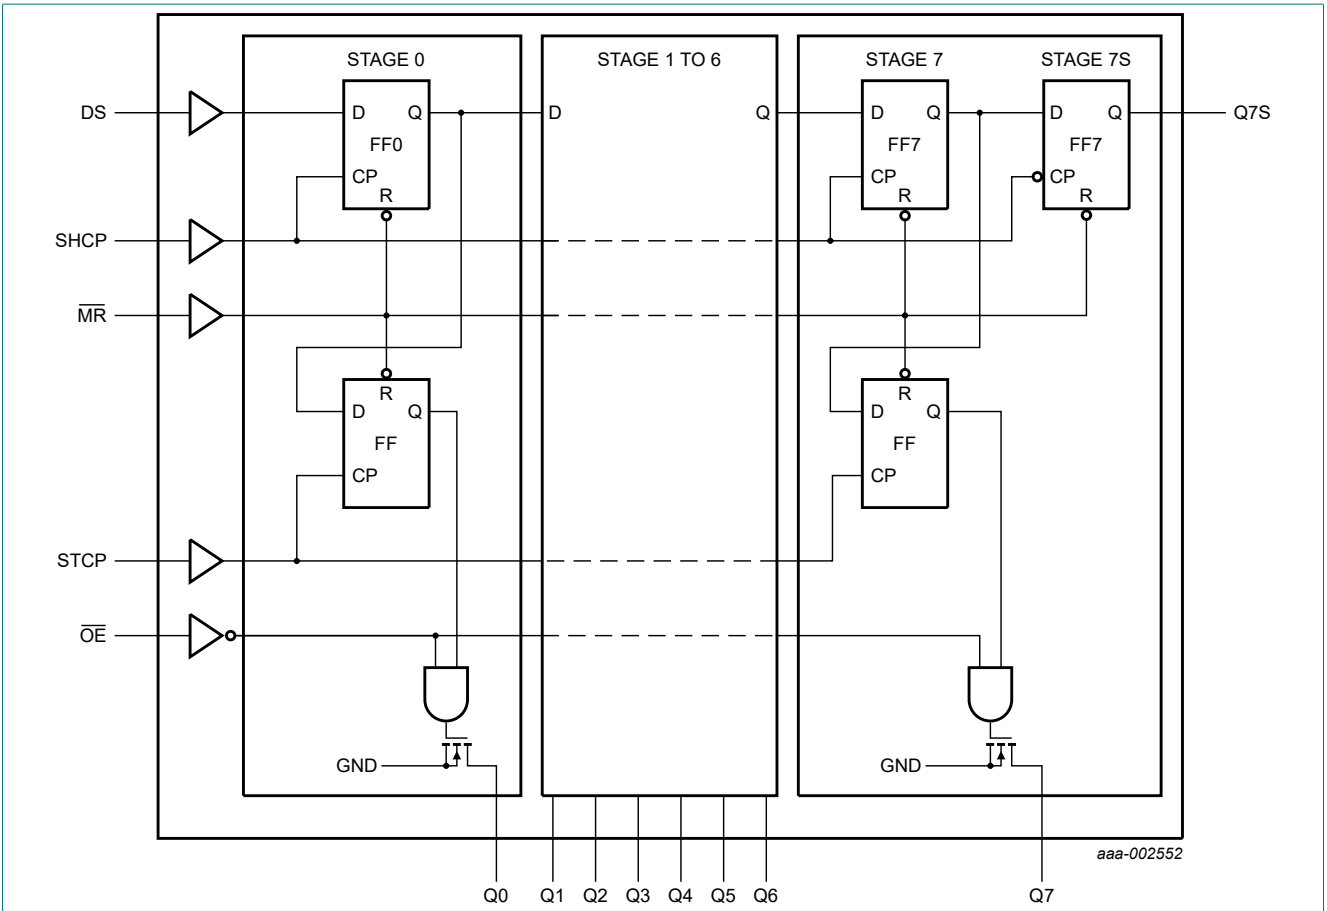 STAGE 0
STAGE 1 TO 6
STAGE 7
STAGE 7S
DS
D
Q
FF0
CP
R
D
Q
D
Q
FF7
CP
R
D
Q
FF7
CP
R
Q7S
SHCP
MR
R
D
Q
FF
CP
R
D
Q
FF
CP
STCP
OE
GND
GND
aaa-002552
Q0
Q1
Q2
Q3
Q4
Q5
Q6
Q7